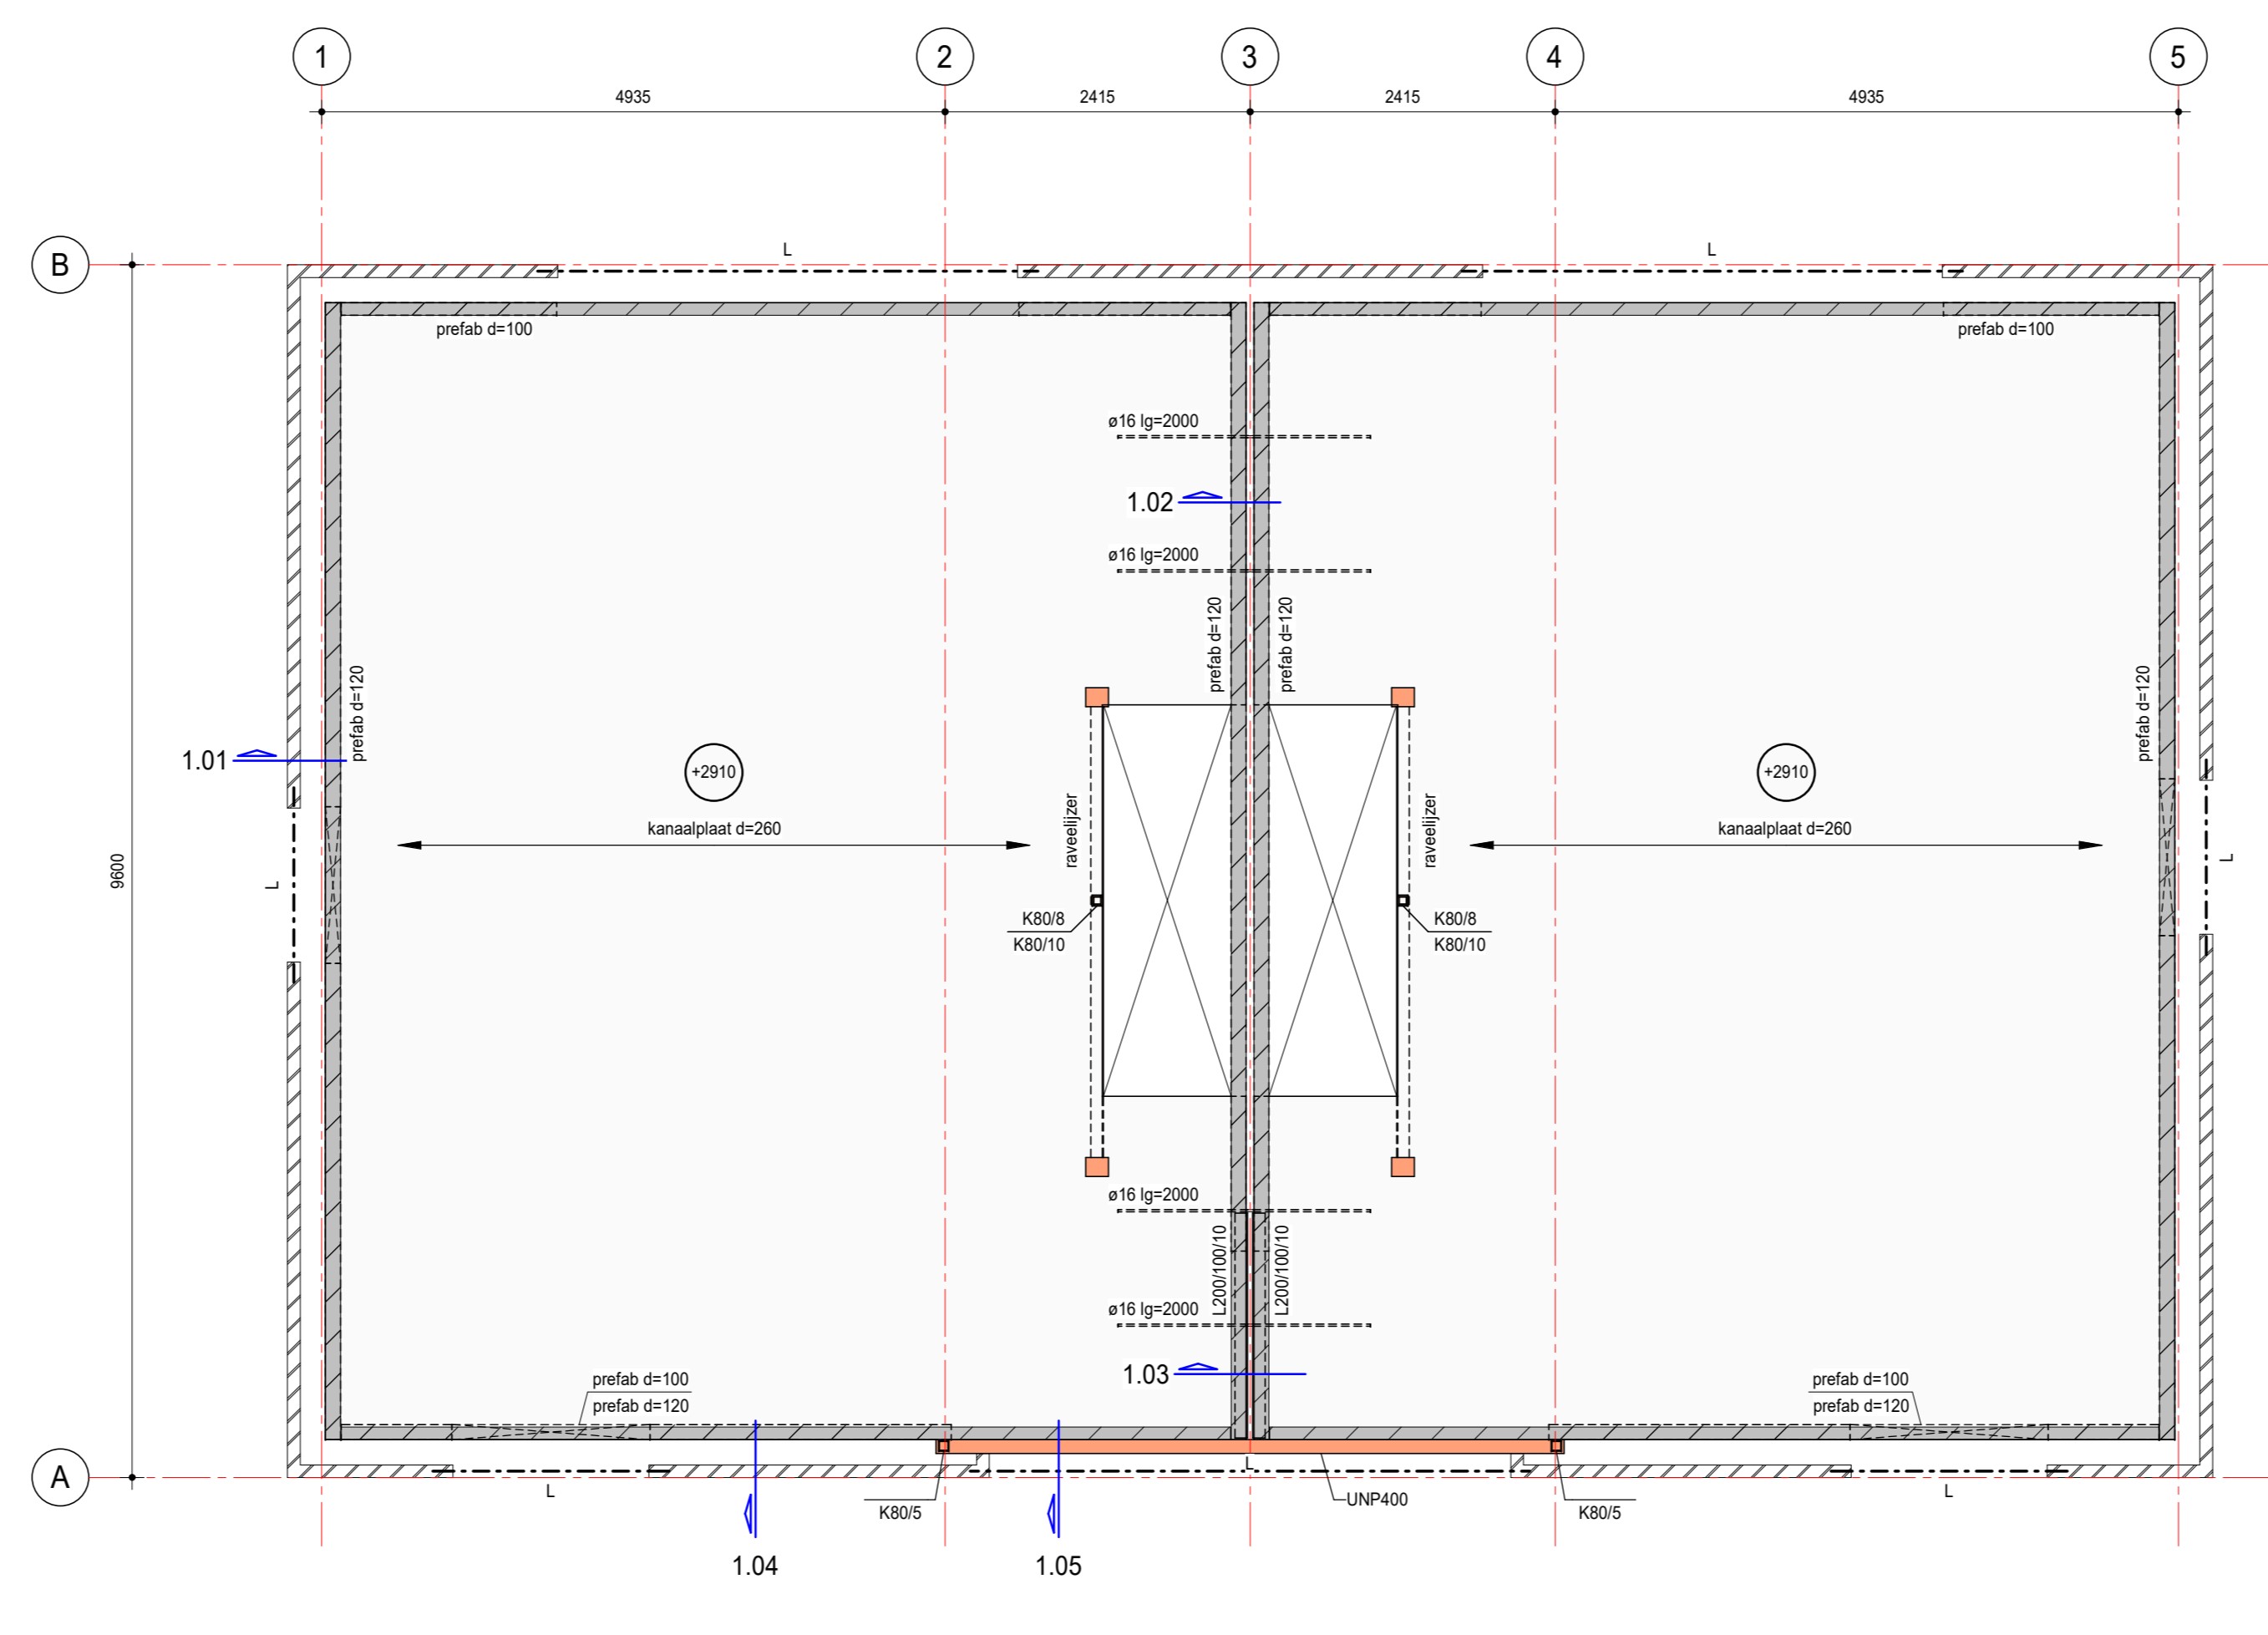 1
2
3
4
5
4935
2415
2415
4935
B
L
L
prefab d=100
prefab d=100
ø16 lg=2000
1.02
ø16 lg=2000
prefab d=120
prefab d=120
prefab d=120
prefab d=120
1.01
+2910
+2910
kanaalplaat d=260
kanaalplaat d=260
raveelijzer
raveelijzer
9600
L
L
K80/8
K80/10
K80/8
K80/10
ø16 lg=2000
L200/100/10
L200/100/10
ø16 lg=2000
1.03
prefab d=100
prefab d=120
prefab d=100
prefab d=120
A
L
L
L
K80/5
UNP400
K80/5
1.04
1.05